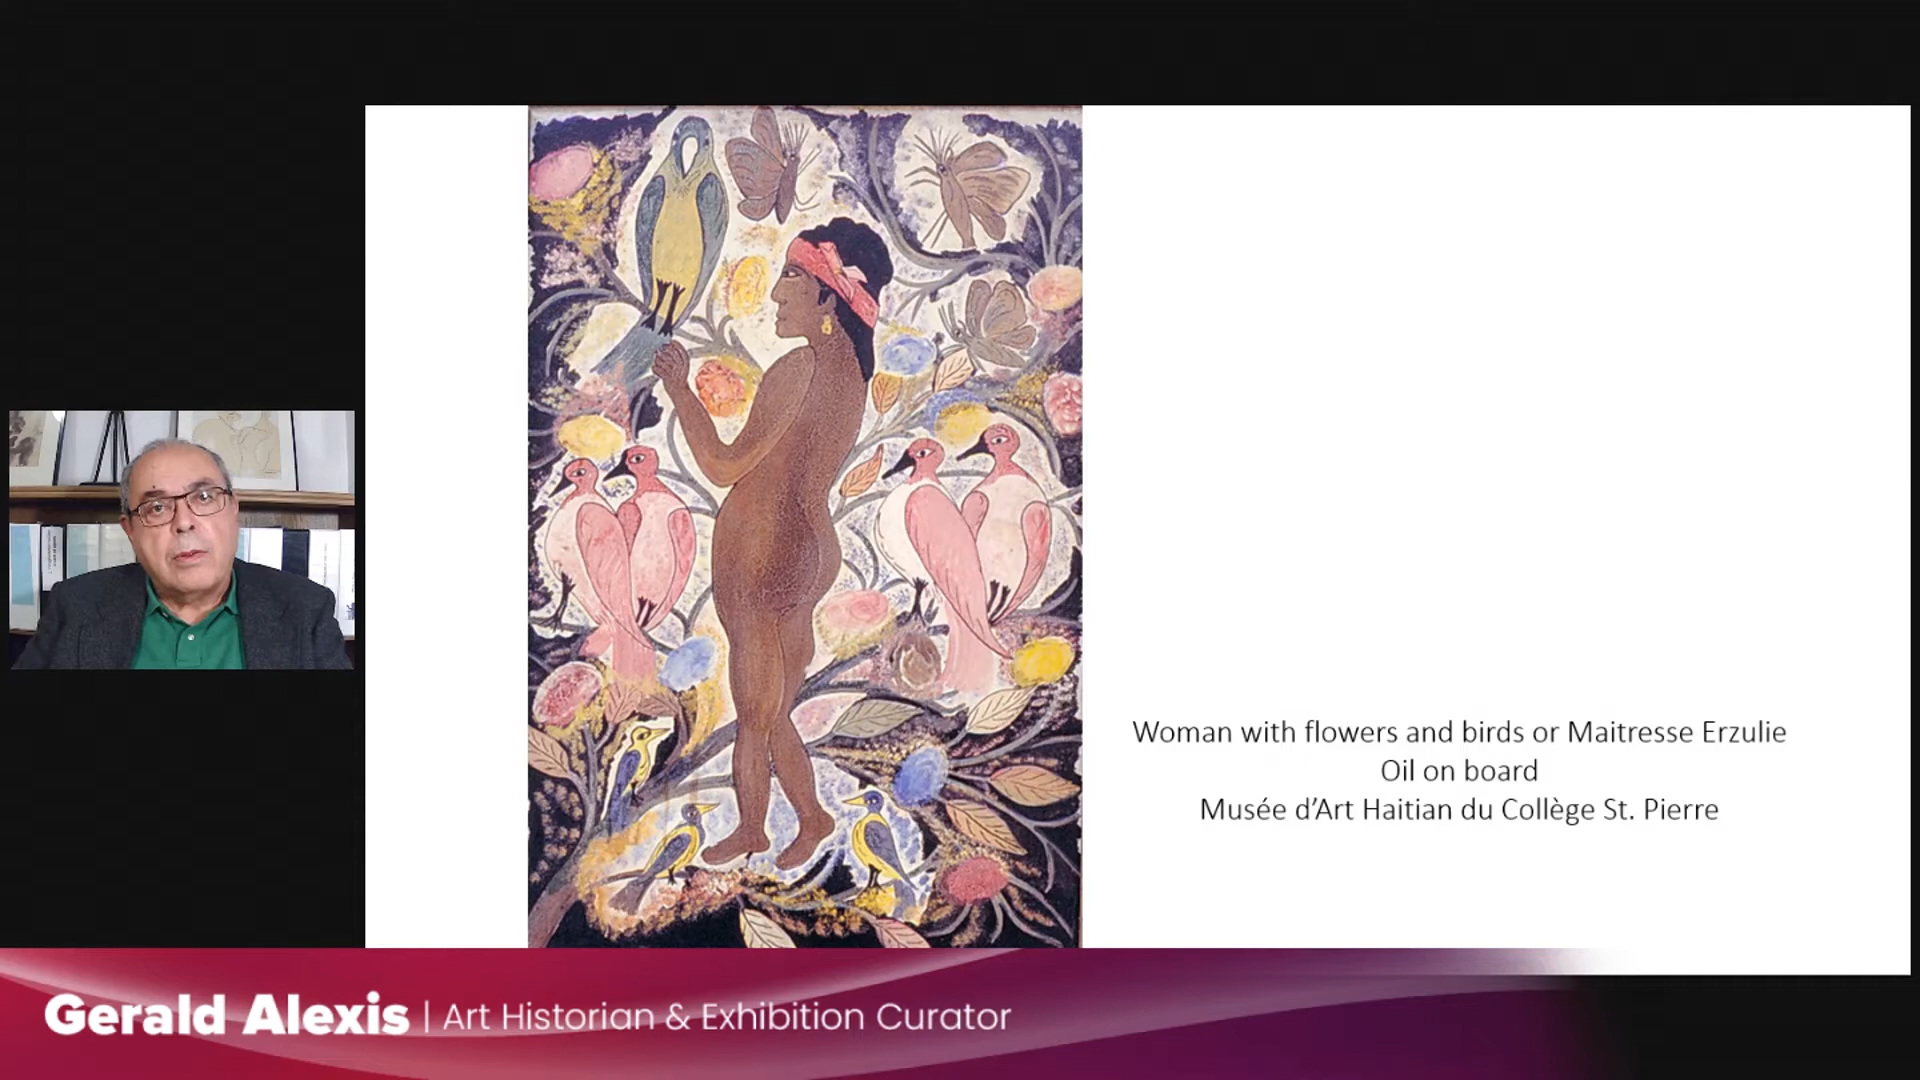 Woman with flowers and birds or Maitresse Erzulie
Oil on board
Musée d’Art Haitian du Collège St. Pierre
Gerald Alexis | Art Historian & Exhibition Curator